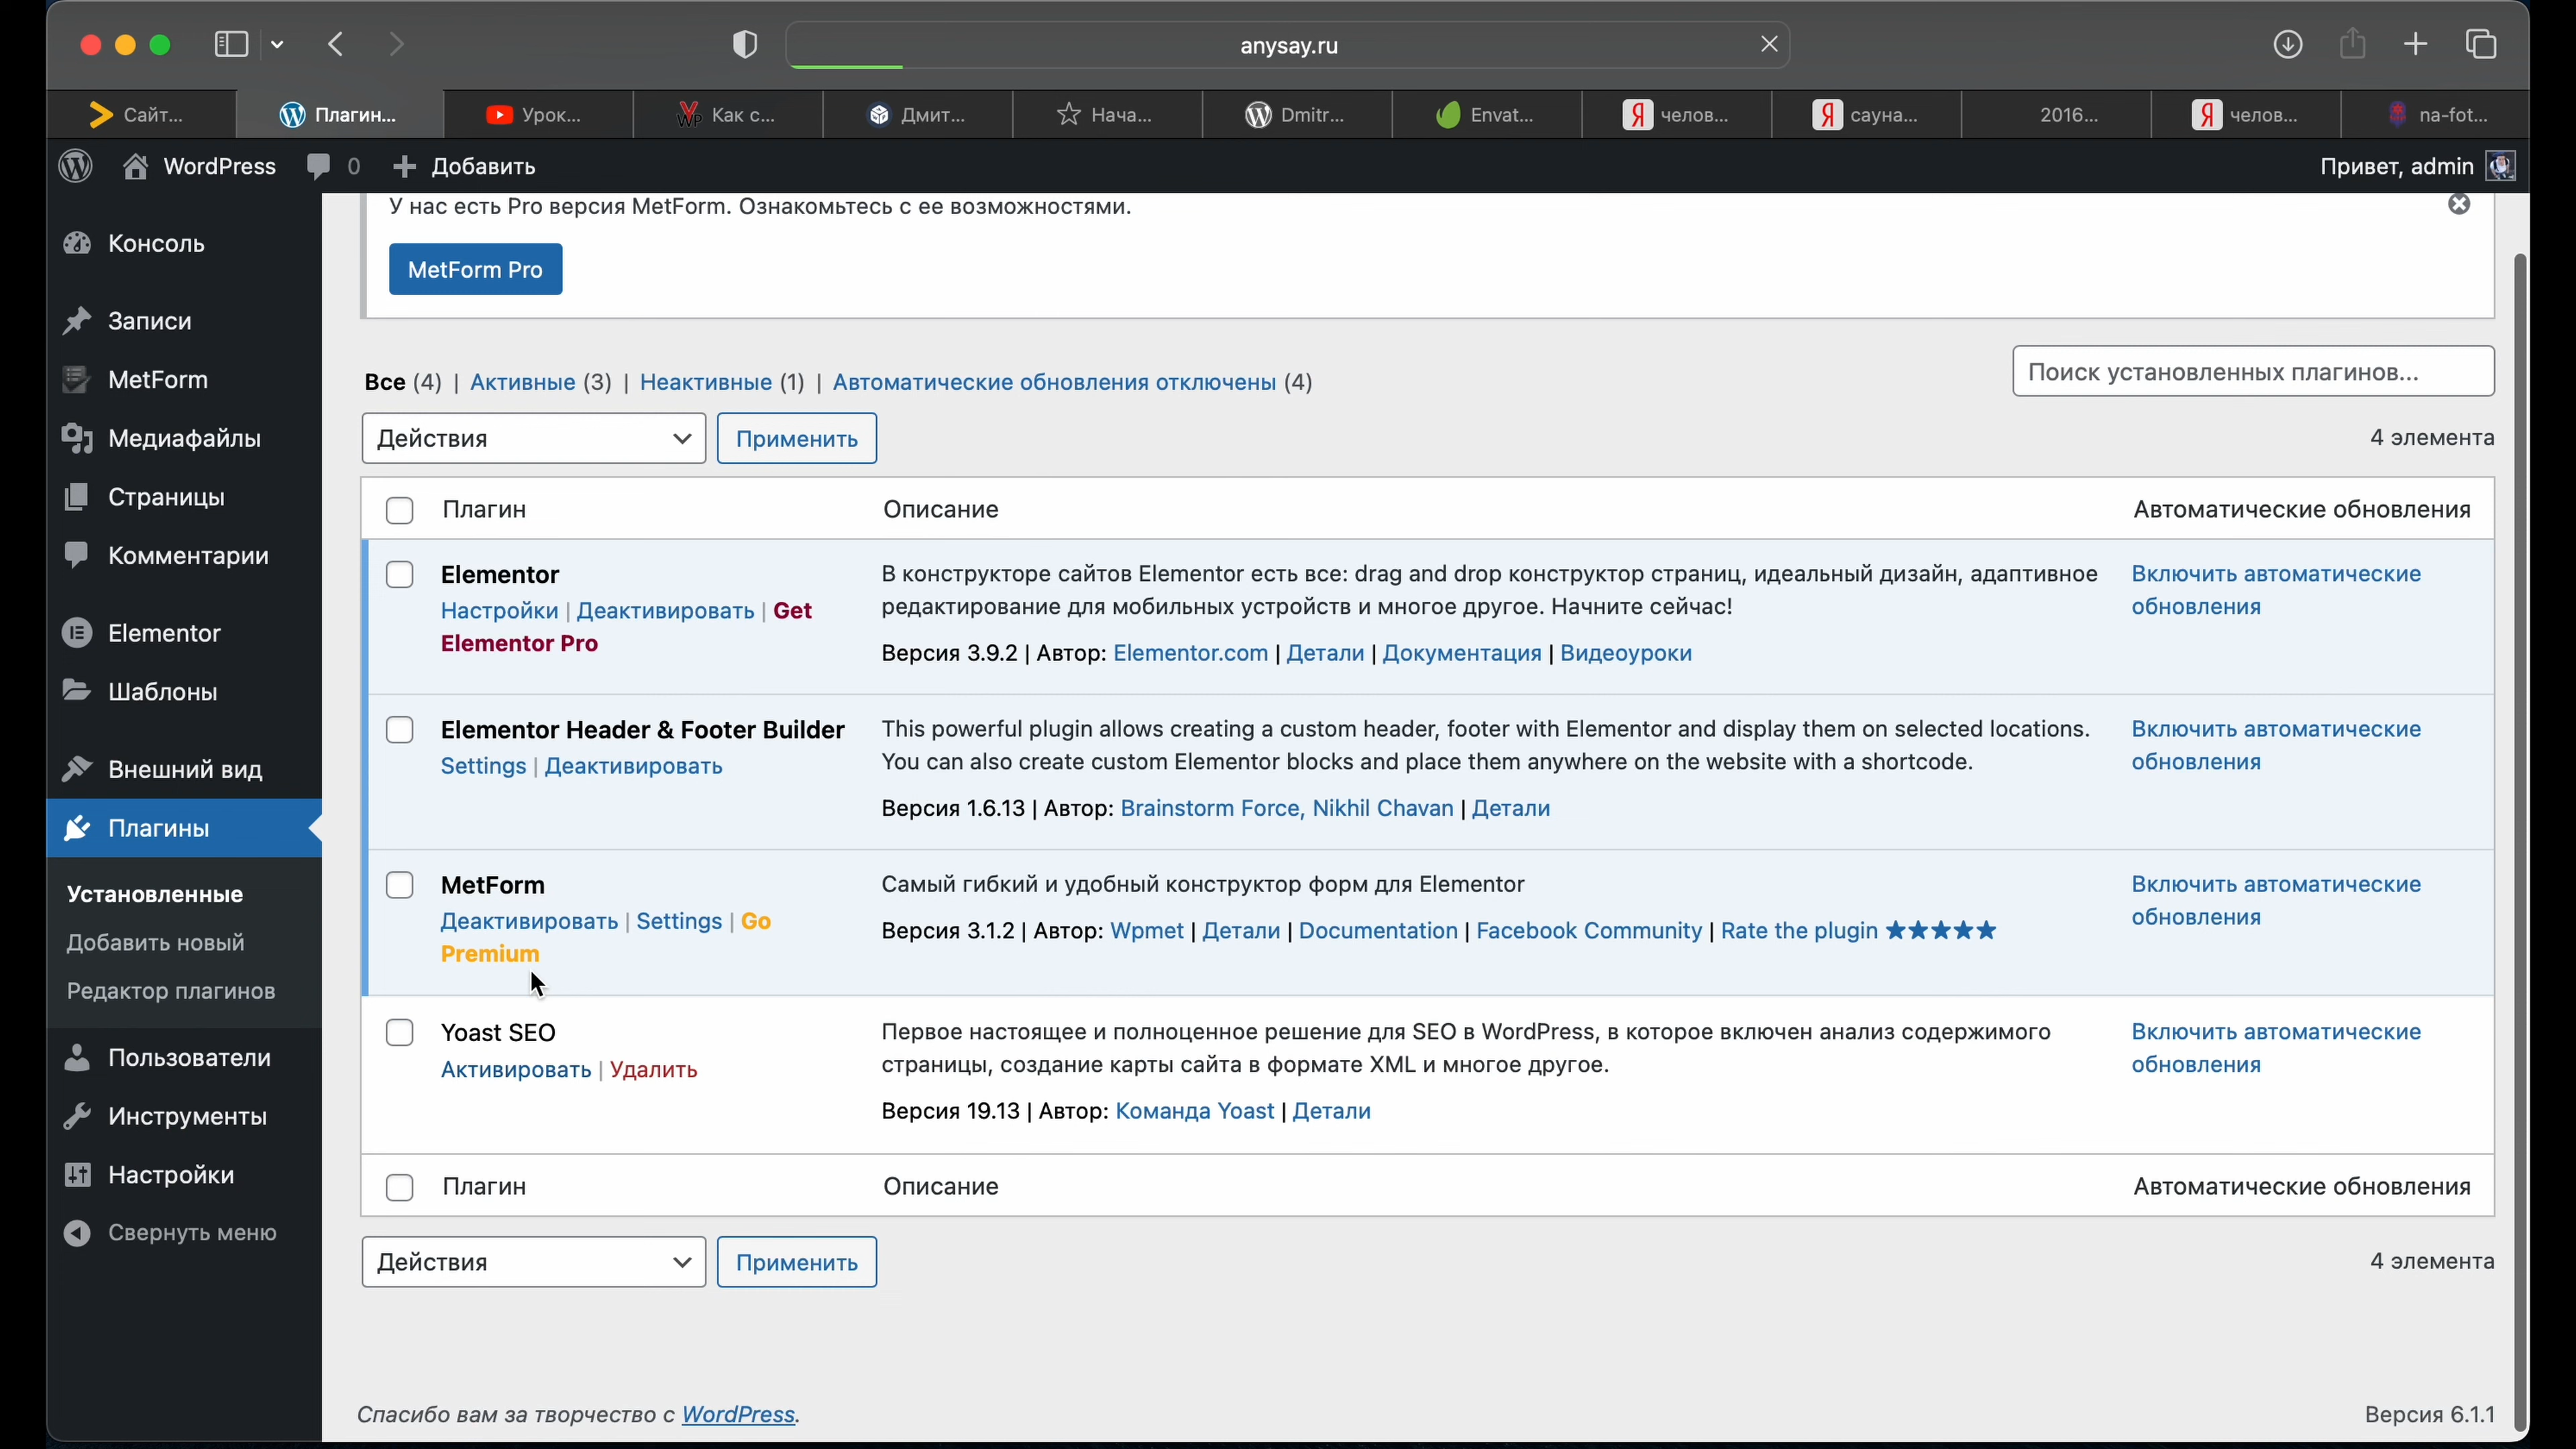 anysay.ru
Сайт...
Плагин...
Урок...
Как с...
Дмит...
Нача...
Dmitr...
Envat...
челов...
сауна...
2016...
челов...
na-fot...
WordPress
0
Добавить
Привет, admin
Консоль
Записи
MetForm
Медиафайлы
Страницы
Комментарии
Elementor
Шаблоны
Внешний вид
Плагины
Установленные
Добавить новый
Редактор плагинов
Пользователи
Инструменты
Настройки
Свернуть меню
У нас есть Pro версия MetForm. Ознакомьтесь с ее возможностями.
MetForm Pro
Все (4) | Активные (3) | Неактивные (1) | Автоматические обновления отключены (4)
Поиск установленных плагинов...
Действия
Применить
4 элемента
Плагин
Описание
Автоматические обновления
Elementor
Настройки | Деактивировать | Get
Elementor Pro
В конструкторе сайтов Elementor есть все: drag and drop конструктор страниц, идеальный дизайн, адаптивное
редактирование для мобильных устройств и многое другое. Начните сейчас!
Версия 3.9.2 | Автор: Elementor.com | Детали | Документация | Видеоуроки
Включить автоматические
обновления
Elementor Header & Footer Builder
Settings | Деактивировать
This powerful plugin allows creating a custom header, footer with Elementor and display them on selected locations.
You can also create custom Elementor blocks and place them anywhere on the website with a shortcode.
Версия 1.6.13 | Автор: Brainstorm Force, Nikhil Chavan | Детали
Включить автоматические
обновления
MetForm
Деактивировать | Settings | Go
Premium
Самый гибкий и удобный конструктор форм для Elementor
Версия 3.1.2 | Автор: Wpmet | Детали | Documentation | Facebook Community | Rate the plugin ★★★★★
Включить автоматические
обновления
Yoast SEO
Активировать | Удалить
Первое настоящее и полноценное решение для SEO в WordPress, в которое включен анализ содержимого
страницы, создание карты сайта в формате XML и многое другое.
Версия 19.13 | Автор: Команда Yoast | Детали
Включить автоматические
обновления
Плагин
Описание
Автоматические обновления
Действия
Применить
4 элемента
Спасибо вам за творчество с WordPress.
Версия 6.1.1